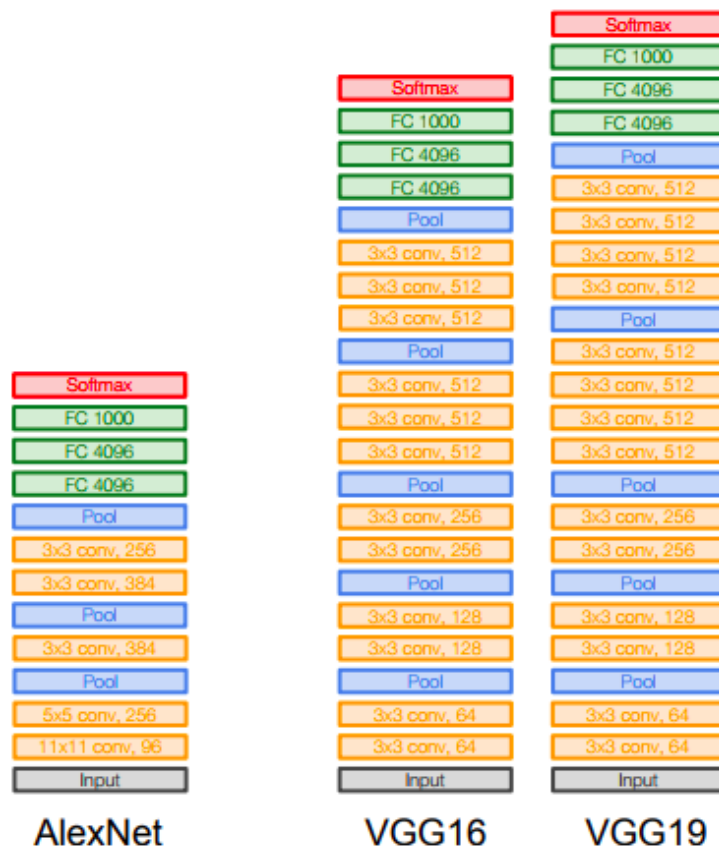 Softmax
FC 1000
FC 4096
FC 4096
Pool
3x3 conv, 256
3x3 conv, 384
Pool
3x3 conv, 384
Pool
5x5 conv, 256
11x11 conv, 96
Input
AlexNet
Softmax
FC 1000
FC 4096
FC 4096
Pool
3x3 conv, 512
3x3 conv, 512
3x3 conv, 512
Pool
3x3 conv, 512
3x3 conv, 512
3x3 conv, 512
Pool
3x3 conv, 256
3x3 conv, 256
Pool
3x3 conv, 128
3x3 conv, 128
Pool
3x3 conv, 64
3x3 conv, 64
Input
VGG16
Softmax
FC 1000
FC 4096
FC 4096
Pool
3x3 conv, 512
3x3 conv, 512
3x3 conv, 512
3x3 conv, 512
Pool
3x3 conv, 512
3x3 conv, 512
3x3 conv, 512
3x3 conv, 512
Pool
3x3 conv, 256
3x3 conv, 256
Pool
3x3 conv, 128
3x3 conv, 128
Pool
3x3 conv, 64
3x3 conv, 64
Input
VGG19